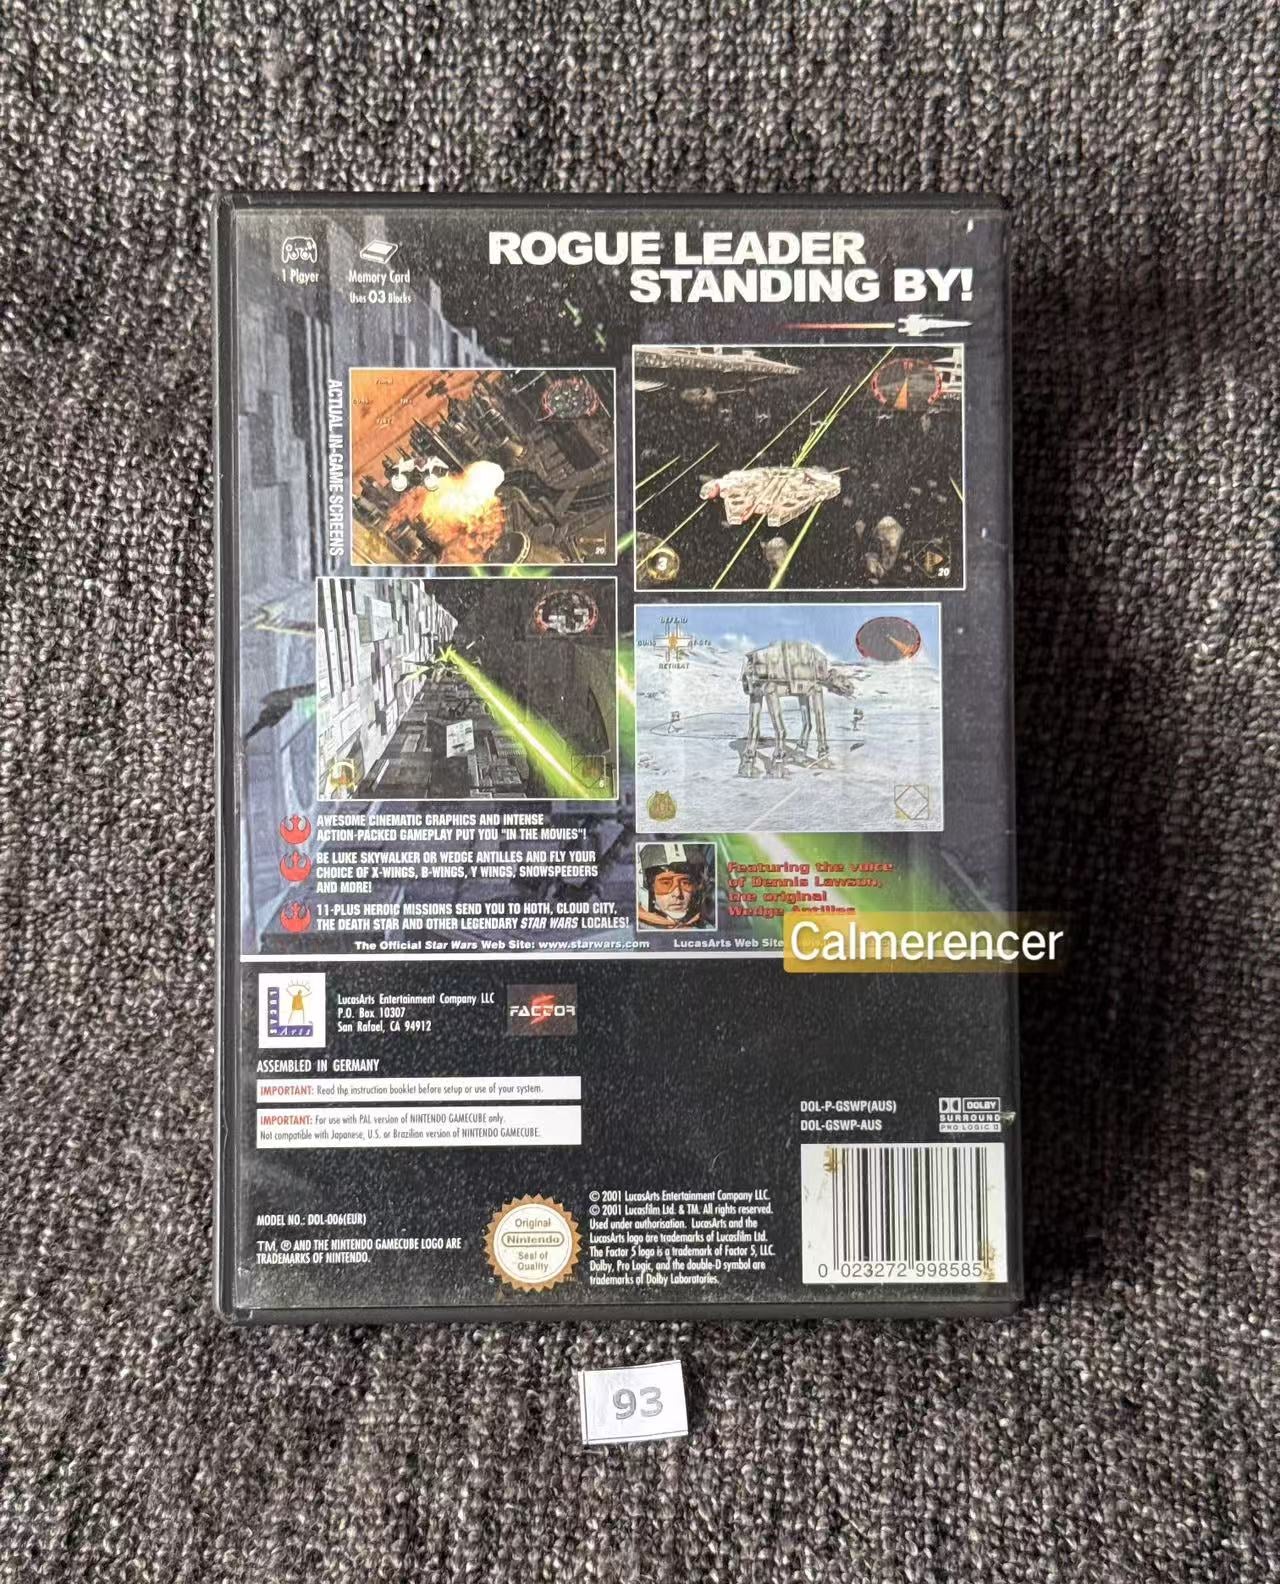 ROGUE LEADER
STANDING BY!
1 Player
Memory Card
Uses 03 Blocks
ACTUAL IN-GAME SCREENS
20
3
20
DEFEND
GUNS
AT-STs
RETREAT
6
AWESOME CINEMATIC GRAPHICS AND INTENSE
ACTION-PACKED GAMEPLAY PUT YOU "IN THE MOVIES"!
BE LUKE SKYWALKER OR WEDGE ANTILLES AND FLY YOUR
CHOICE OF X-WINGS, B-WINGS, Y WINGS, SNOWSPEEDERS
AND MORE!
11-PLUS HEROIC MISSIONS SEND YOU TO HOTH, CLOUD CITY,
THE DEATH STAR AND OTHER LEGENDARY STAR WARS LOCALES!
Featuring the voice
of Dennis Lawson,
the original
Wedge Antilles
The Official Star Wars Web Site: www.starwars.com
LucasArts Web Site
Calmerencer
LUCAS
Arts
LucasArts Entertainment Company LLC
P.O. Box 10307
San Rafael, CA 94912
FACTOR 5
ASSEMBLED IN GERMANY
IMPORTANT: Read the instruction booklet before setup or use of your system.
IMPORTANT: For use with PAL version of NINTENDO GAMECUBE only.
Not compatible with Japanese, U.S. or Brazilian version of NINTENDO GAMECUBE.
DOL-P-GSWP(AUS)
DOL-GSWP-AUS
DOLBY
SURROUND
PRO LOGIC II
MODEL NO.: DOL-006(EUR)
TM, ® AND THE NINTENDO GAMECUBE LOGO ARE
TRADEMARKS OF NINTENDO.
Original
Nintendo
Seal of
Quality
© 2001 LucasArts Entertainment Company LLC.
© 2001 Lucasfilm Ltd. & TM. All rights reserved.
Used under authorisation. LucasArts and the
LucasArts logo are trademarks of Lucasfilm Ltd.
The Factor 5 logo is a trademark of Factor 5, LLC.
Dolby, Pro Logic, and the double-D symbol are
trademarks of Dolby Laboratories.
0 023272 998585
93